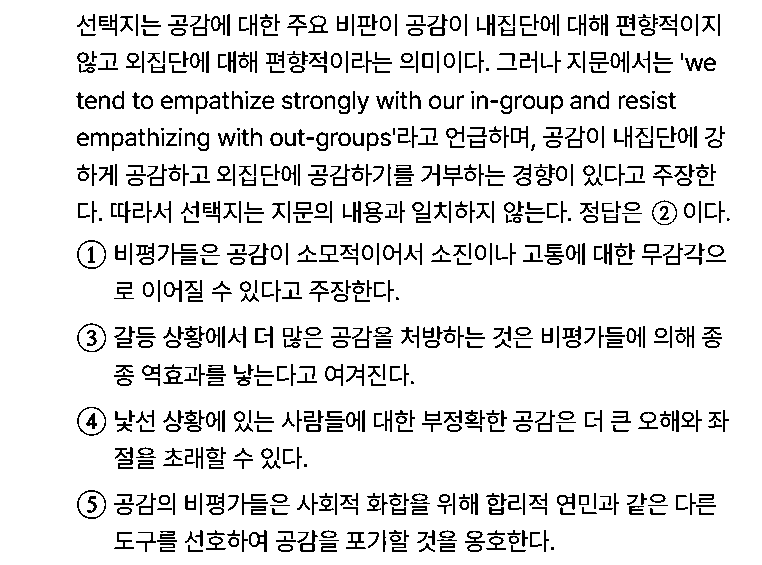 선택지는 공감에 대한 주요 비판이 공감이 내집단에 대해 편향적이지
않고 외집단에 대해 편향적이라는 의미이다. 그러나 지문에서는 'we
tend to empathize strongly with our in-group and resist
empathizing with out-groups'라고 언급하며, 공감이 내집단에 강
하게 공감하고 외집단에 공감하기를 거부하는 경향이 있다고 주장한
다. 따라서 선택지는 지문의 내용과 일치하지 않는다. 정답은 ②이다.
① 비평가들은 공감이 소모적이어서 소진이나 고통에 대한 무감각으
로 이어질 수 있다고 주장한다.
③ 갈등 상황에서 더 많은 공감을 처방하는 것은 비평가들에 의해 종
종 역효과를 낳는다고 여겨진다.
④ 낯선 상황에 있는 사람들에 대한 부정확한 공감은 더 큰 오해와 좌
절을 초래할 수 있다.
⑤ 공감의 비평가들은 사회적 화합을 위해 합리적 연민과 같은 다른
도구를 선호하여 공감을 포기할 것을 옹호한다.